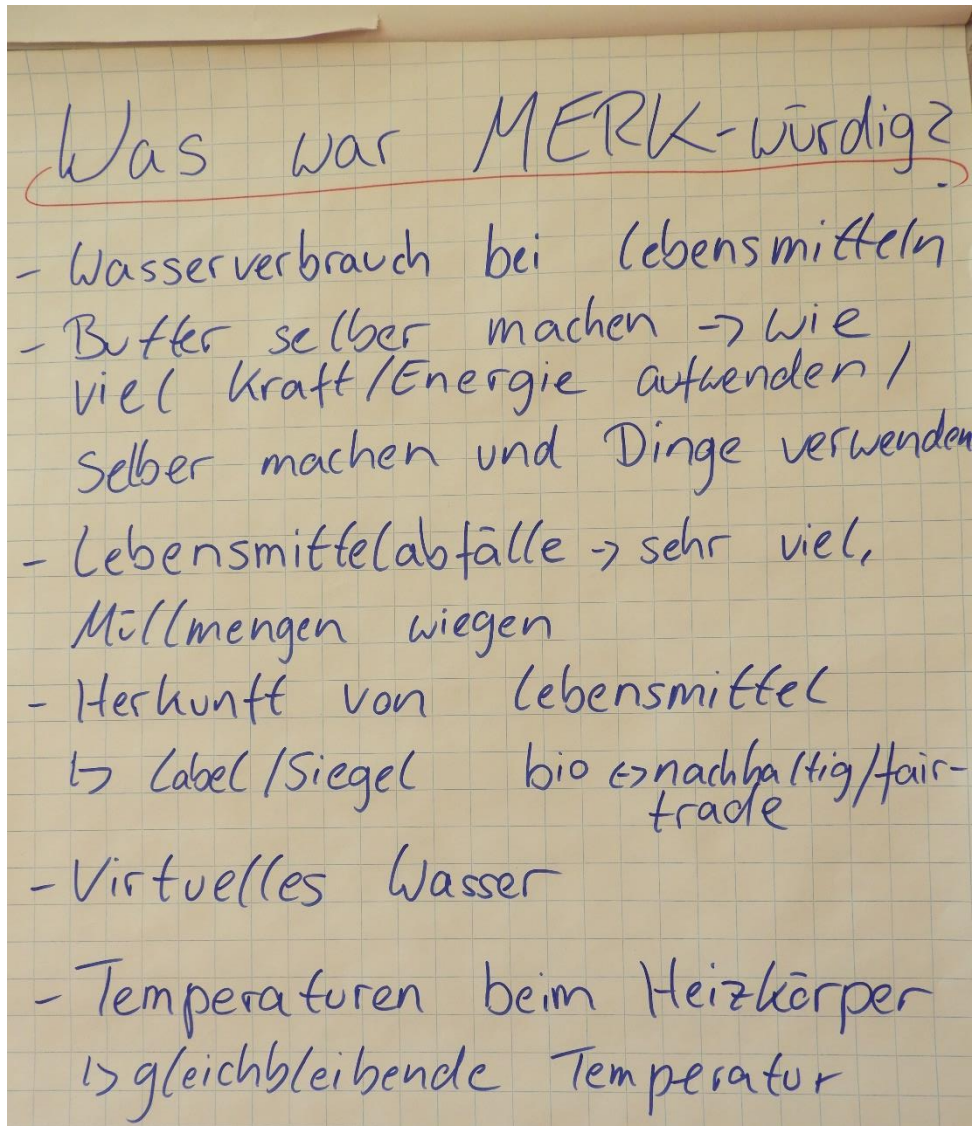 Was war MERK-würdig?
- Wasserverbrauch bei Lebensmitteln
- Butter selber machen → wie
viel Kraft/Energie aufwenden/
Selber machen und Dinge verwenden
- Lebensmittelabfälle → sehr viel,
Müllmengen wiegen
- Herkunft von Lebensmittel
↳ Label/Siegel bio ↔ nachhaltig/fair-
trade
- Virtuelles Wasser
- Temperaturen beim Heizkörper
↳ gleichbleibende Temperatur